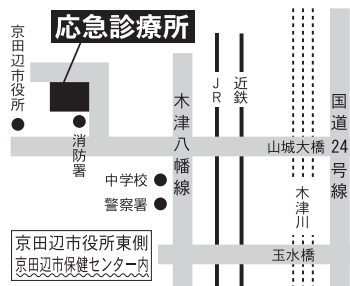 応急診療所
京田辺市役所
消防署
木津八幡線
JR
近鉄
国道24号線
山城大橋
中学校
警察署
木津川
玉水橋
京田辺市役所東側
京田辺市保健センター内